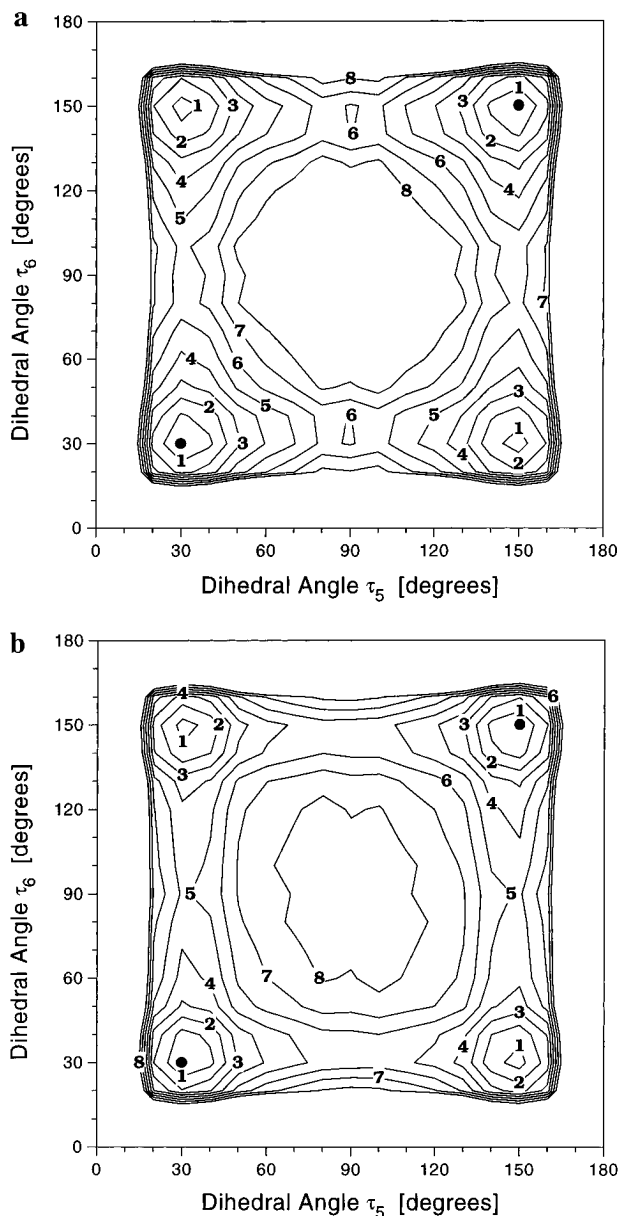 a
180
8
1 3 3 1
150
2 6 2
4 6 4
120 8
5
90
7
7
60 4 6
3
2 6
5 5
30 3 1
1 4 2
0
0 30 60 90 120 150 180
Dihedral Angle τ6 [degrees]
Dihedral Angle τ5 [degrees]
b
180
4 6
2 3 1
150
1
2
3 6
4
120
90 5 5
60 7 8
4
3
2
4 1
30 8 3
1 7 2
0
0 30 60 90 120 150 180
Dihedral Angle τ6 [degrees]
Dihedral Angle τ5 [degrees]